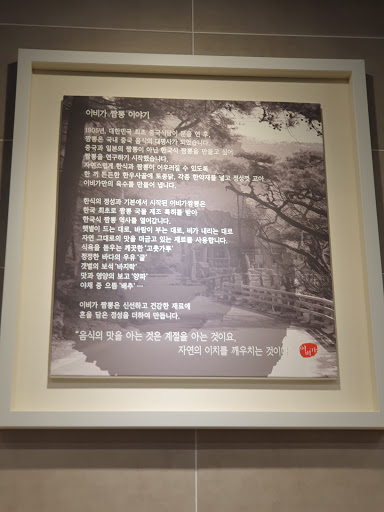 이비가 짬뽕 이야기
1905년, 대한민국 최초 중국식당이 문을 연 후,
짬뽕은 국내 중국 음식의 대명사가 되었습니다.
중국과 일본의 짬뽕이 아닌 한국식 짬뽕을 만들고 싶어
짬뽕을 연구하기 시작했습니다.
자연스럽게 한식과 짬뽕이 어우러질 수 있도록
한 끼 든든한 한우사골에 토종닭, 각종 한약재를 넣고 정성껏 고아
이비가만의 육수를 만들어 냅니다.
한식의 정성과 기본에서 시작된 이비가짬뽕은
한국 최초로 짬뽕 국물 제조 특허를 받아
한국식 짬뽕 역사를 열어갑니다.
햇볕이 드는 대로, 바람이 부는 대로, 비가 내리는 대로
자연 그대로의 맛을 머금고 있는 재료를 사용합니다.
식욕을 돋우는 개운한 '고춧가루'
청정한 바다의 우유 '굴'
갯벌의 보석 '바지락'
맛과 영양의 보고 '양파'
야채 중 으뜸 '배추' …
이비가 짬뽕은 신선하고 건강한 재료에
혼을 담은 정성을 더하여 만듭니다.
"음식의 맛을 아는 것은 계절을 아는 것이요,
자연의 이치를 깨우치는 것이다
이비가